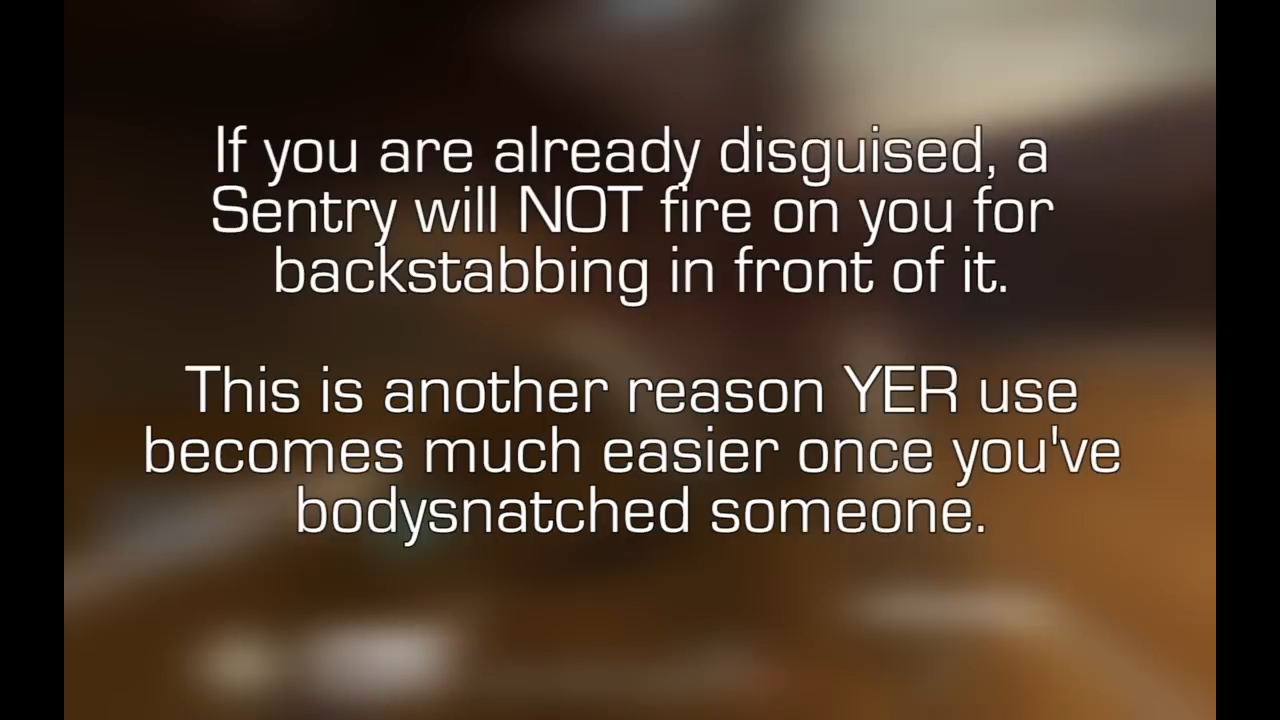 If you are already disguised, a
Sentry will NOT fire on you for
backstabbing in front of it.
This is another reason YER use
becomes much easier once you've
bodysnatched someone.